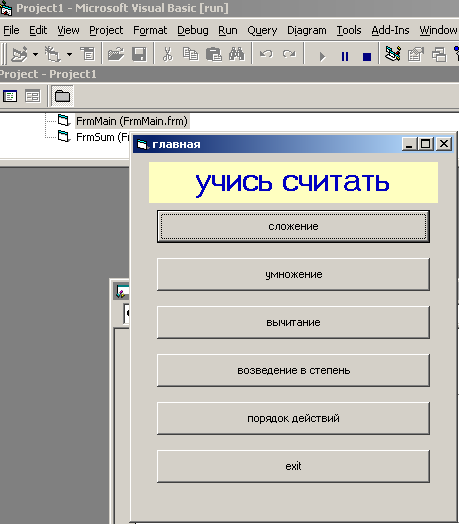 Project1 - Microsoft Visual Basic [run]
File Edit View Project Format Debug Run Query Diagram Tools Add-Ins Window
Project - Project1
FrmMain (FrmMain.frm)
FrmSum (Fr
главная
учись считать
сложение
умножение
вычитание
возведение в степень
порядок действий
exit